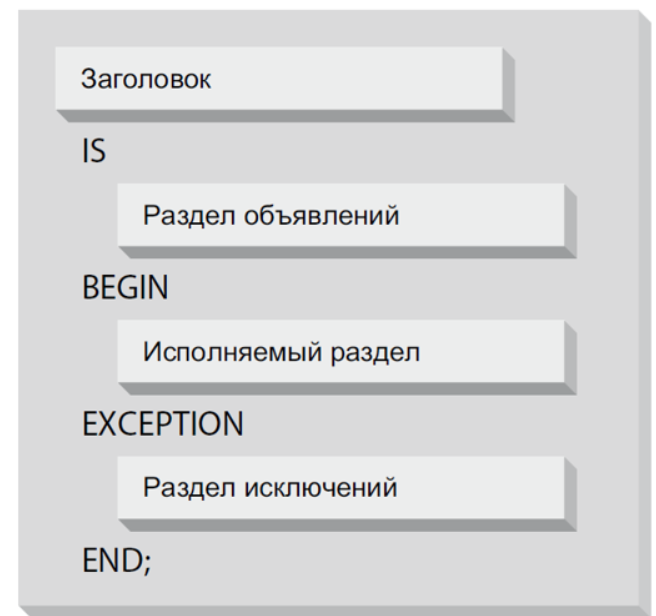 Заголовок
IS
Раздел объявлений
BEGIN
Исполняемый раздел
EXCEPTION
Раздел исключений
END;